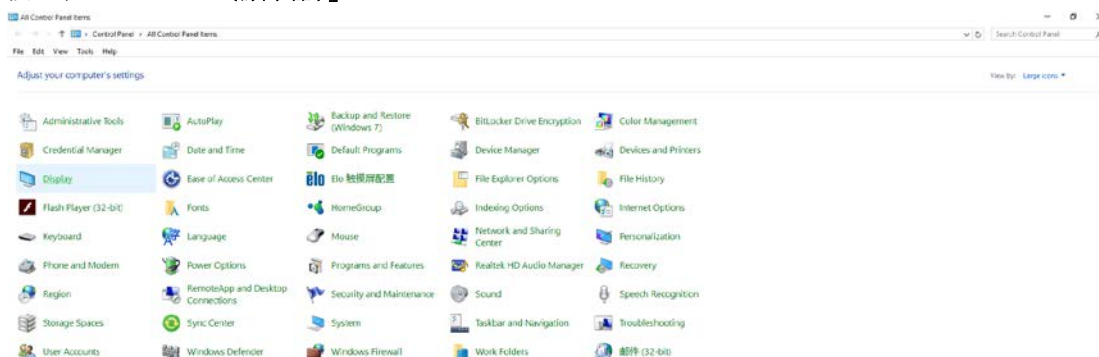 All Control Panel Items
Control Panel > All Control Panel Items
Search Control Panel
File Edit View Tools Help
Adjust your computer's settings
View by: Large icons
Administrative Tools
AutoPlay
Backup and Restore
(Windows 7)
BitLocker Drive Encryption
Color Management
Credential Manager
Date and Time
Default Programs
Device Manager
Devices and Printers
Display
Ease of Access Center
elo
Elo 触摸屏配置
File Explorer Options
File History
Flash Player (32-bit)
Fonts
HomeGroup
Indexing Options
Internet Options
Keyboard
Language
Mouse
Network and Sharing
Center
Personalization
Phone and Modem
Power Options
Programs and Features
Realtek HD Audio Manager
Recovery
Region
RemoteApp and Desktop
Connections
Security and Maintenance
Sound
Speech Recognition
Storage Spaces
Sync Center
System
Taskbar and Navigation
Troubleshooting
User Accounts
Windows Defender
Windows Firewall
Work Folders
邮件 (32-bit)